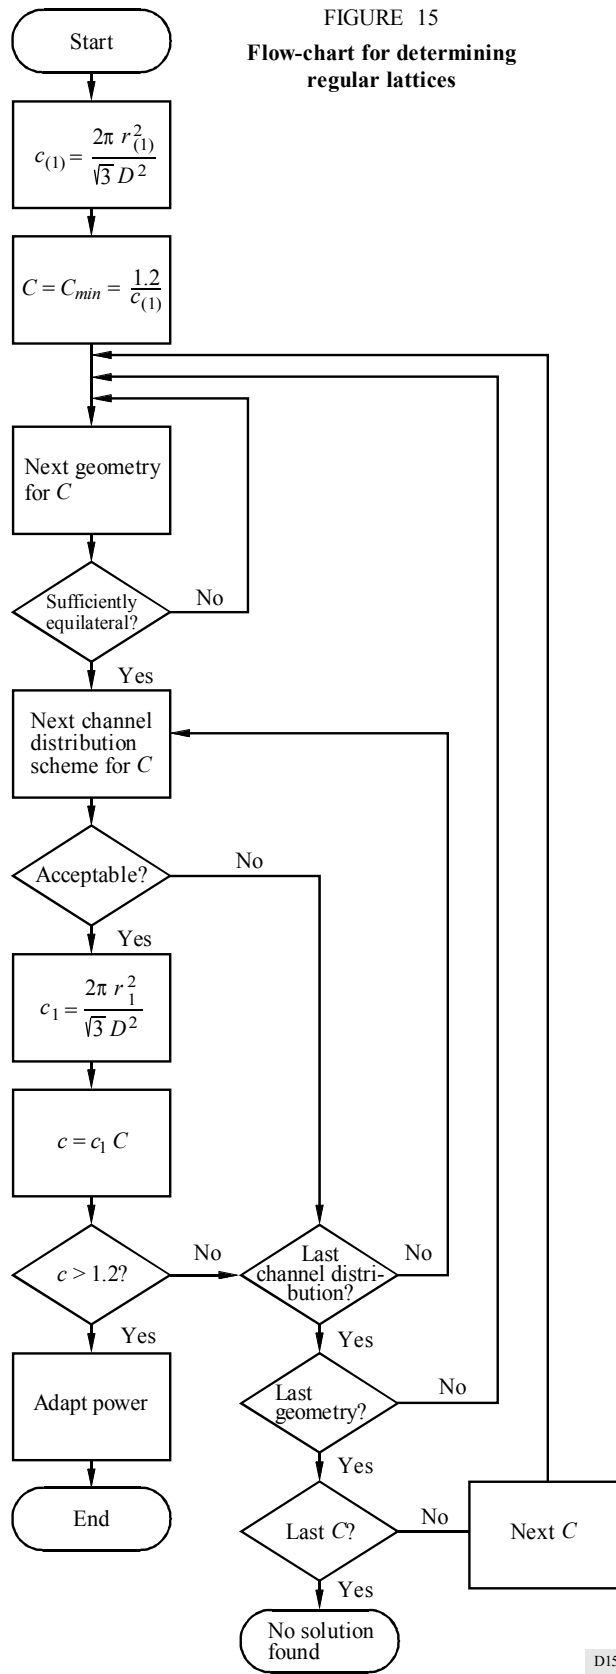 FIGURE 15
Flow-chart for determining
regular lattices
Start
c(1) = 2π r²(1) / √3 D²
C = Cmin = 1.2 / c(1)
Next geometry
for C
Sufficiently
equilateral?
No
Yes
Next channel
distribution
scheme for C
Acceptable?
No
Yes
c1 = 2π r²1 / √3 D²
c = c1 C
c > 1.2?
No
Yes
Adapt power
End
Last
channel distri-
bution?
No
Yes
Last
geometry?
No
Yes
Last C?
No
Next C
Yes
No solution
found
D15